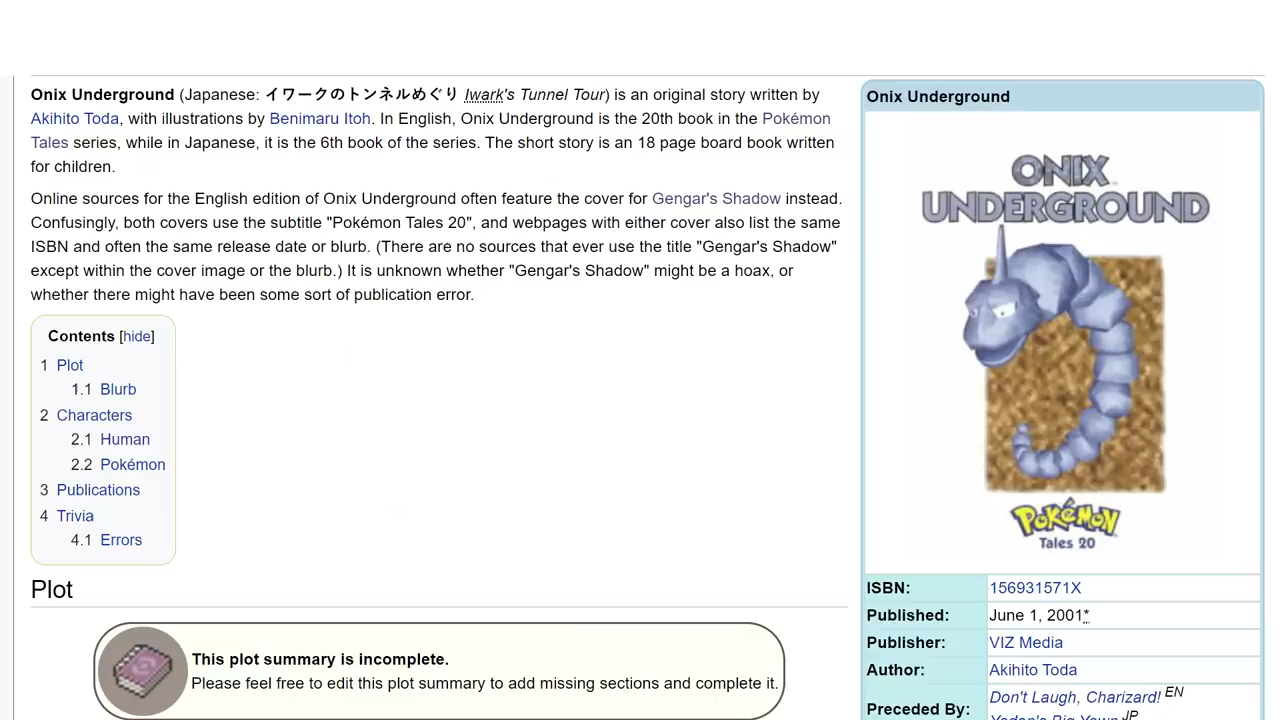 Onix Underground (Japanese: イワークのトンネルめぐり Iwark's Tunnel Tour) is an original story written by
Akihito Toda, with illustrations by Benimaru Itoh. In English, Onix Underground is the 20th book in the Pokémon
Tales series, while in Japanese, it is the 6th book of the series. The short story is an 18 page board book written
for children.
Online sources for the English edition of Onix Underground often feature the cover for Gengar's Shadow instead.
Confusingly, both covers use the subtitle "Pokémon Tales 20", and webpages with either cover also list the same
ISBN and often the same release date or blurb. (There are no sources that ever use the title "Gengar's Shadow"
except within the cover image or the blurb.) It is unknown whether "Gengar's Shadow" might be a hoax, or
whether there might have been some sort of publication error.
Contents [hide]
1 Plot
1.1 Blurb
2 Characters
2.1 Human
2.2 Pokémon
3 Publications
4 Trivia
4.1 Errors
Plot
This plot summary is incomplete.
Please feel free to edit this plot summary to add missing sections and complete it.
Onix Underground
ONIX
UNDERGROUND
POKéMON
Tales 20
ISBN: 156931571X
Published: June 1, 2001*
Publisher: VIZ Media
Author: Akihito Toda
Preceded By: Don't Laugh, Charizard! EN